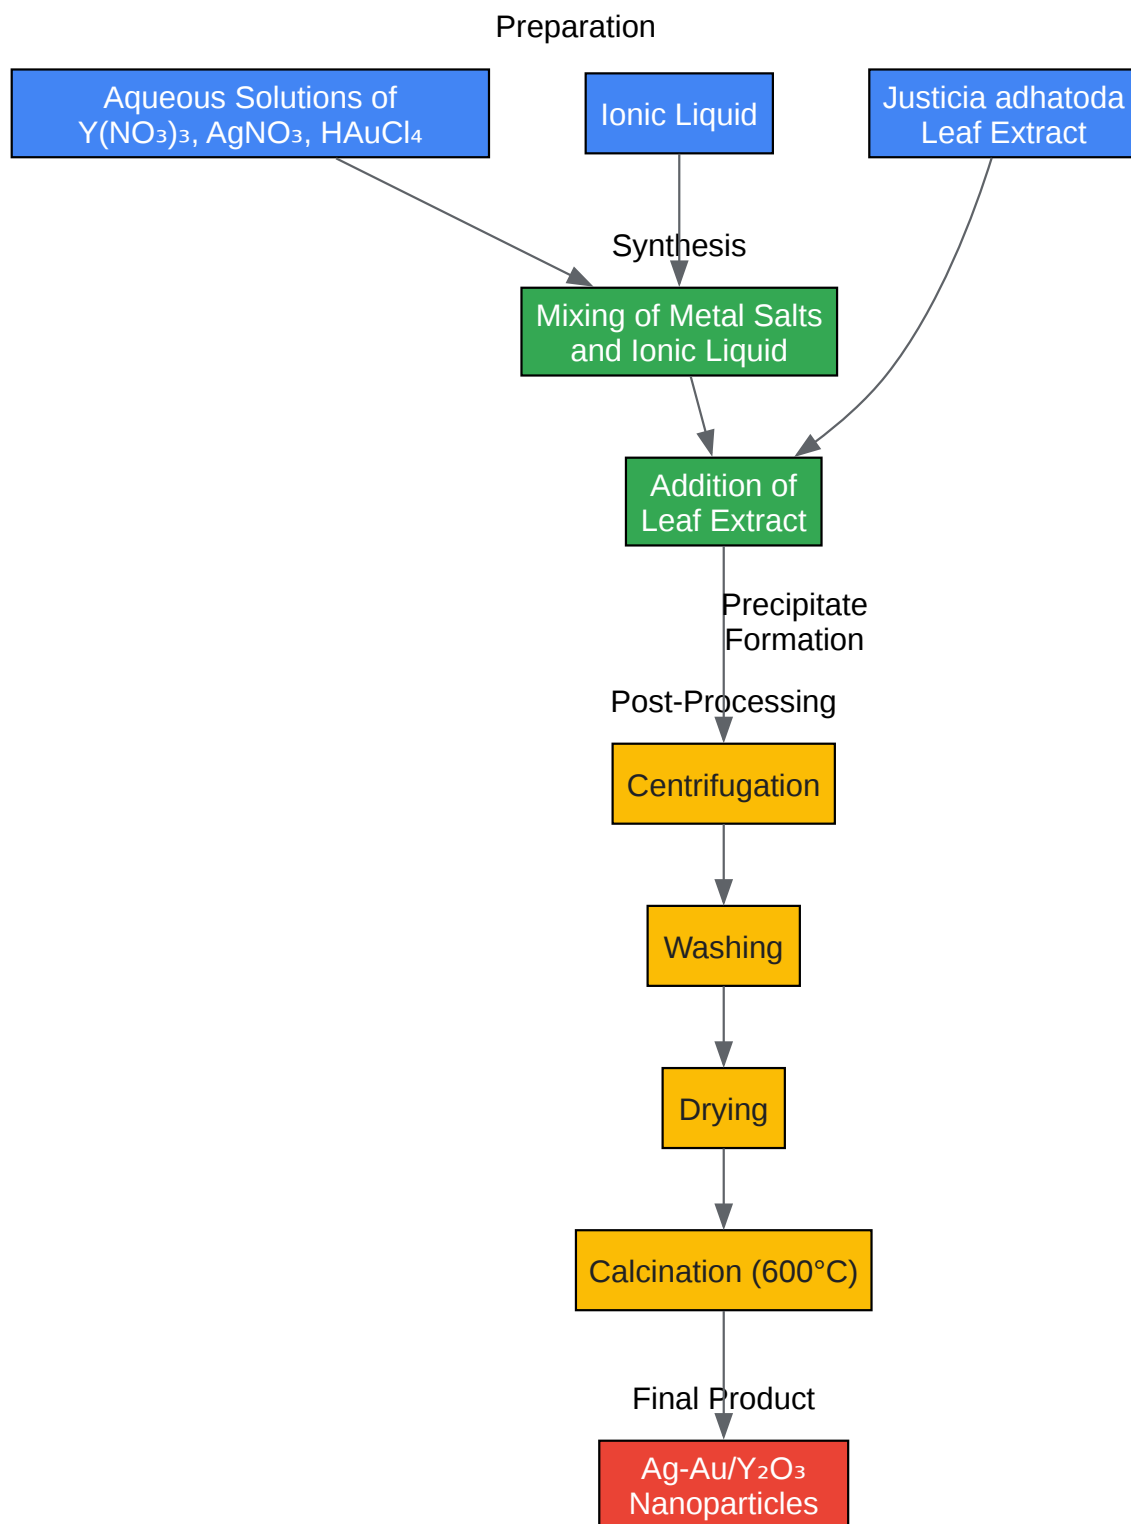 Preparation
Aqueous Solutions of
Y(NO₃)₃, AgNO₃, HAuCl₄
Ionic Liquid
Justicia adhatoda
Leaf Extract
Synthesis
Mixing of Metal Salts
and Ionic Liquid
Addition of
Leaf Extract
Precipitate
Formation
Post-Processing
Centrifugation
Washing
Drying
Calcination (600°C)
Final Product
Ag-Au/Y₂O₃
Nanoparticles